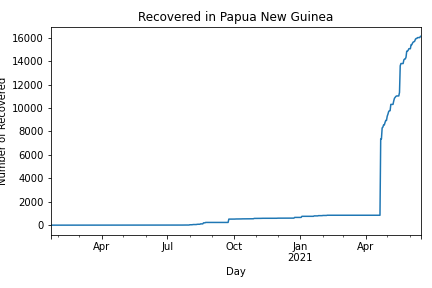 Recovered in Papua New Guinea
16000
14000
12000
10000
8000
6000
4000
2000
0
Number of Recovered
Apr
Jul
Oct
Jan
2021
Apr
Day